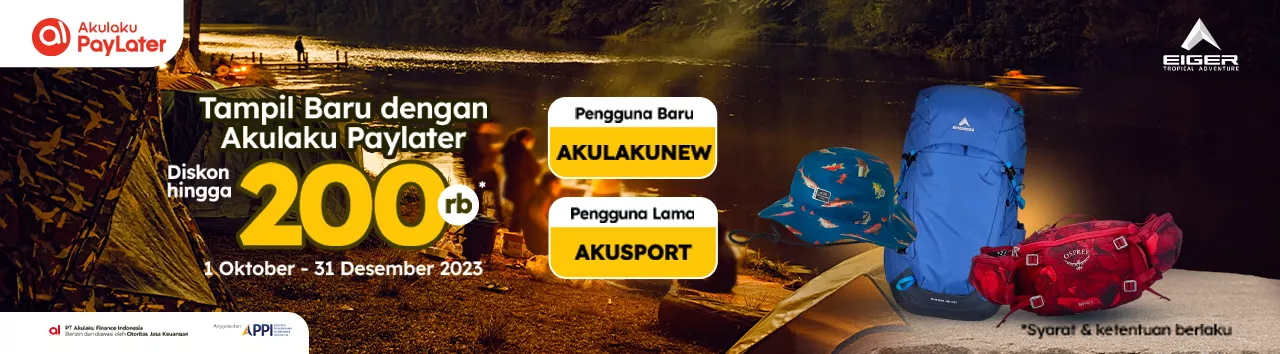 Akulaku
PayLater
EIGER
TROPICAL ADVENTURE
Tampil Baru dengan
Akulaku Paylater
Diskon
hingga
200rb*
1 Oktober - 31 Desember 2023
Pengguna Baru
AKULAKUNEW
Pengguna Lama
AKUSPORT
OSPREY
*Syarat & ketentuan berlaku
PT Akulaku Finance Indonesia
Berizin dan diawasi oleh Otoritas Jasa Keuangan
Anggota dari
APPI